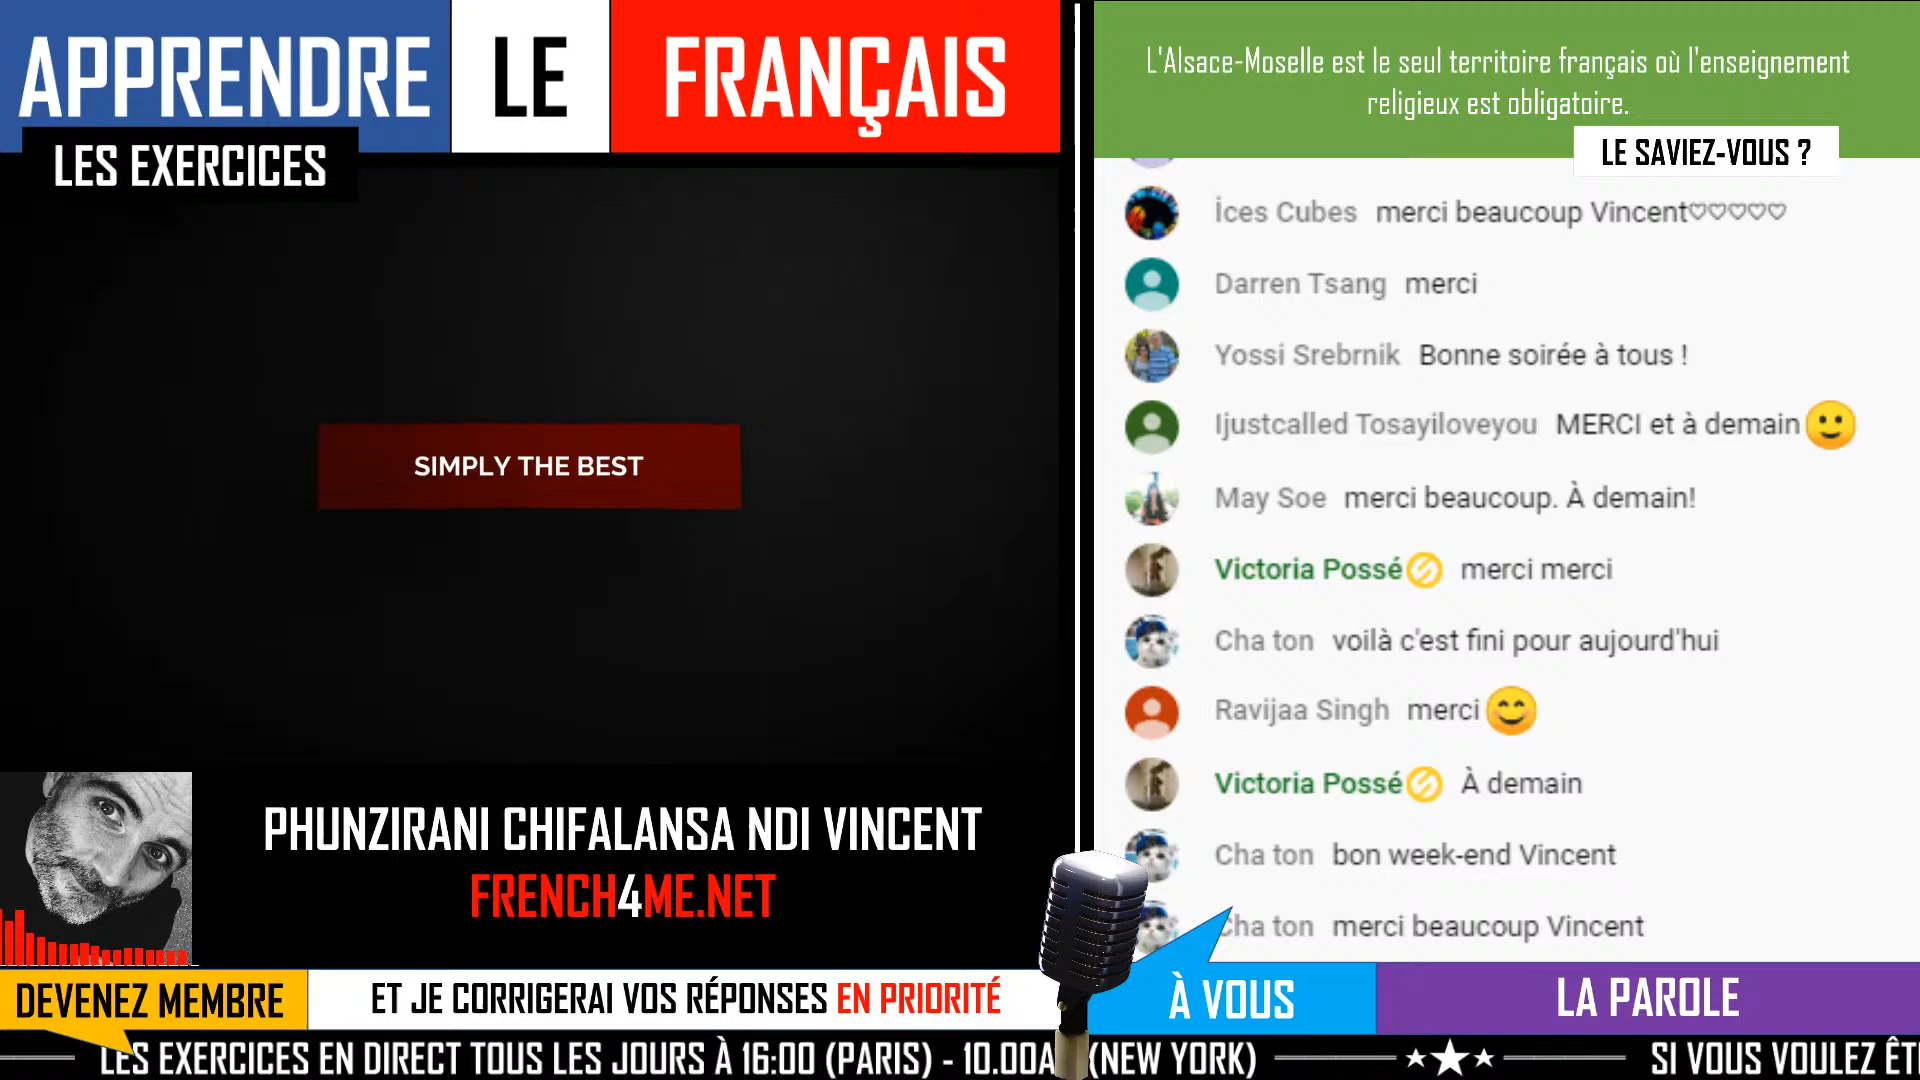 APPRENDRE LE FRANÇAIS
LES EXERCICES
SIMPLY THE BEST
PHUNZIRANI CHIFALANSA NDI VINCENT
FRENCH4ME.NET
DEVENEZ MEMBRE
ET JE CORRIGERAI VOS RÉPONSES EN PRIORITÉ
L'Alsace-Moselle est le seul territoire français où l'enseignement
religieux est obligatoire.
LE SAVIEZ-VOUS ?
İces Cubes merci beaucoup Vincent♡♡♡♡♡
Darren Tsang merci
Yossi Srebrnik Bonne soirée à tous !
Ijustcalled Tosayiloveyou MERCI et à demain🙂
May Soe merci beaucoup. À demain!
Victoria Possé merci merci
Cha ton voilà c'est fini pour aujourd'hui
Ravijaa Singh merci😊
Victoria Possé À demain
Cha ton bon week-end Vincent
Cha ton merci beaucoup Vincent
À VOUS LA PAROLE
LES EXERCICES EN DIRECT TOUS LES JOURS À 16:00 (PARIS) - 10.00A (NEW YORK) ★★★ SI VOUS VOULEZ